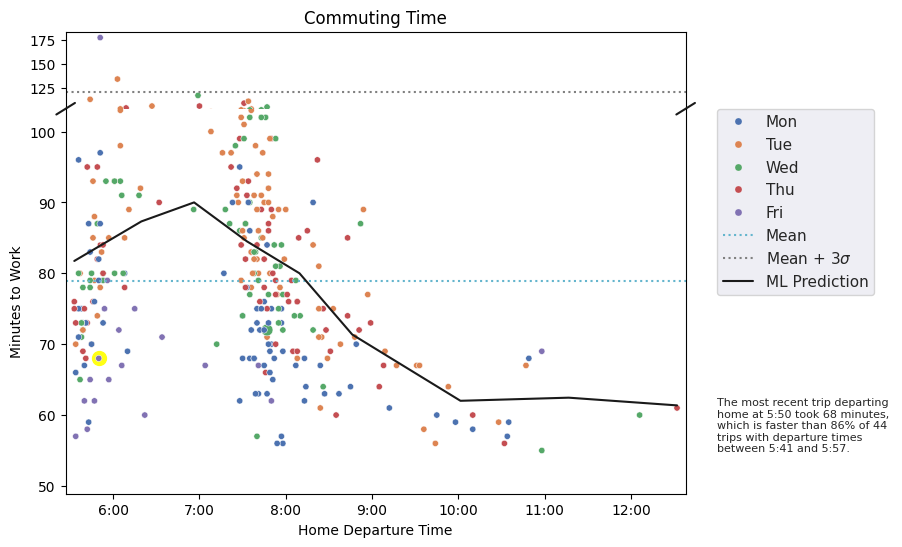 Commuting Time
175
150
125
100
90
80
70
60
50
Minutes to Work
6:00 7:00 8:00 9:00 10:00 11:00 12:00
Home Departure Time
Mon
Tue
Wed
Thu
Fri
Mean
Mean + 3σ
ML Prediction
The most recent trip departing
home at 5:50 took 68 minutes,
which is faster than 86% of 44
trips with departure times
between 5:41 and 5:57.